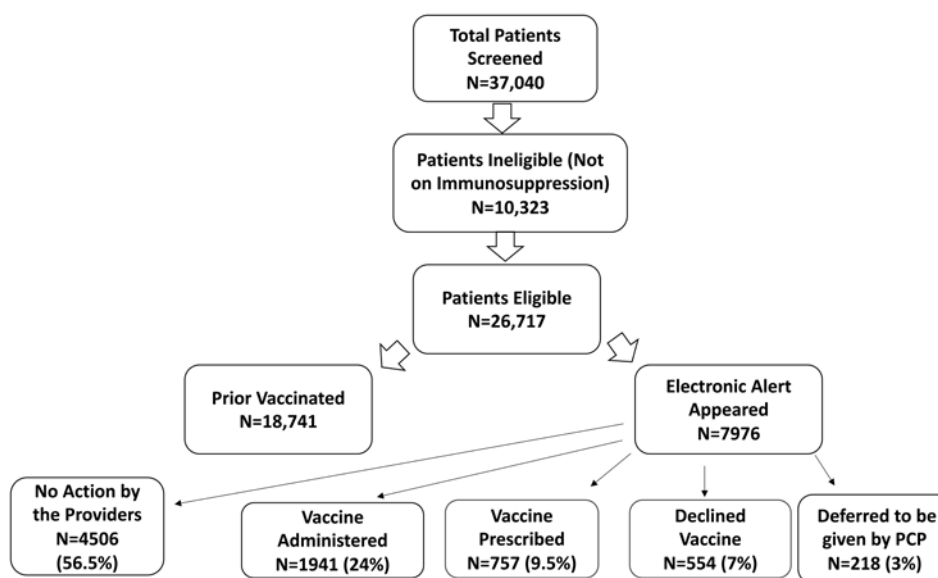 Total Patients
Screened
N=37,040
Patients Ineligible (Not
on Immunosuppression)
N=10,323
Patients Eligible
N=26,717
Prior Vaccinated
N=18,741
Electronic Alert
Appeared
N=7976
No Action by
the Providers
N=4506
(56.5%)
Vaccine
Administered
N=1941 (24%)
Vaccine
Prescribed
N=757 (9.5%)
Declined
Vaccine
N=554 (7%)
Deferred to be
given by PCP
N=218 (3%)